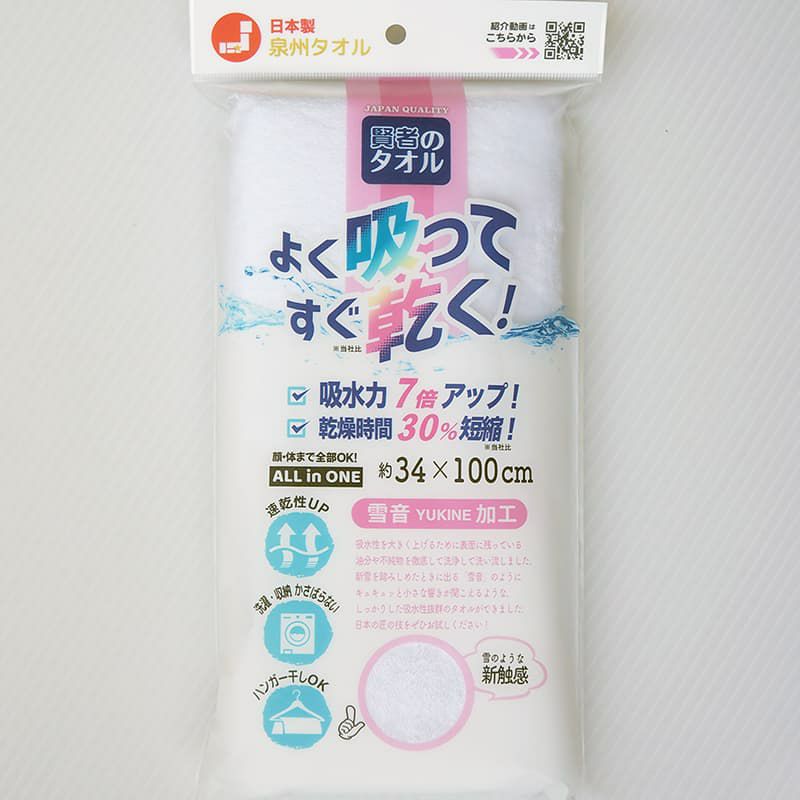 日本製
泉州タオル
紹介動画は
こちらから
JAPAN QUALITY
賢者の
タオル
よく吸って
すぐ乾く!
※当社比
吸水力7倍アップ!
乾燥時間30%短縮!
※当社比
顔・体まで全部OK!
ALL in ONE
約34×100cm
速乾性UP
雪音 YUKINE 加工
吸水性を大きく上げるために表面に残っている
油分や不純物を徹底して洗浄して洗い流しました。
新雪を踏みしめたときに出る「雪音」のように
キュキュッと小さな響きが聞こえるような、
しっかりした吸水性抜群のタオルができました。
日本の匠の技をぜひお試しください!
洗濯・収納 かさばらない
雪のような
新触感
ハンガー干しOK